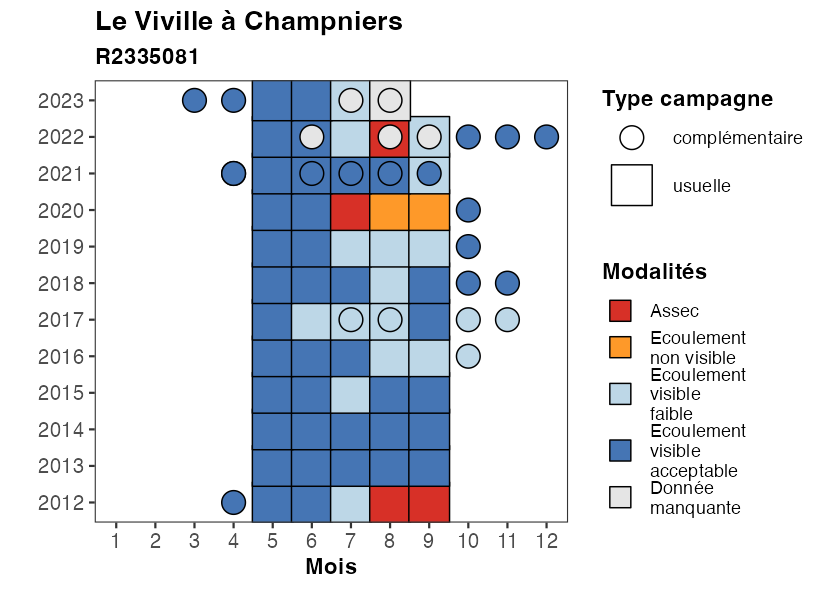 Le Viville à Champniers
R2335081
2023
2022
2021
2020
2019
2018
2017
2016
2015
2014
2013
2012
1 2 3 4 5 6 7 8 9 10 11 12
Mois
Type campagne
complémentaire
usuelle
Modalités
Assec
Ecoulement
non visible
Ecoulement
visible
faible
Ecoulement
visible
acceptable
Donnée
manquante